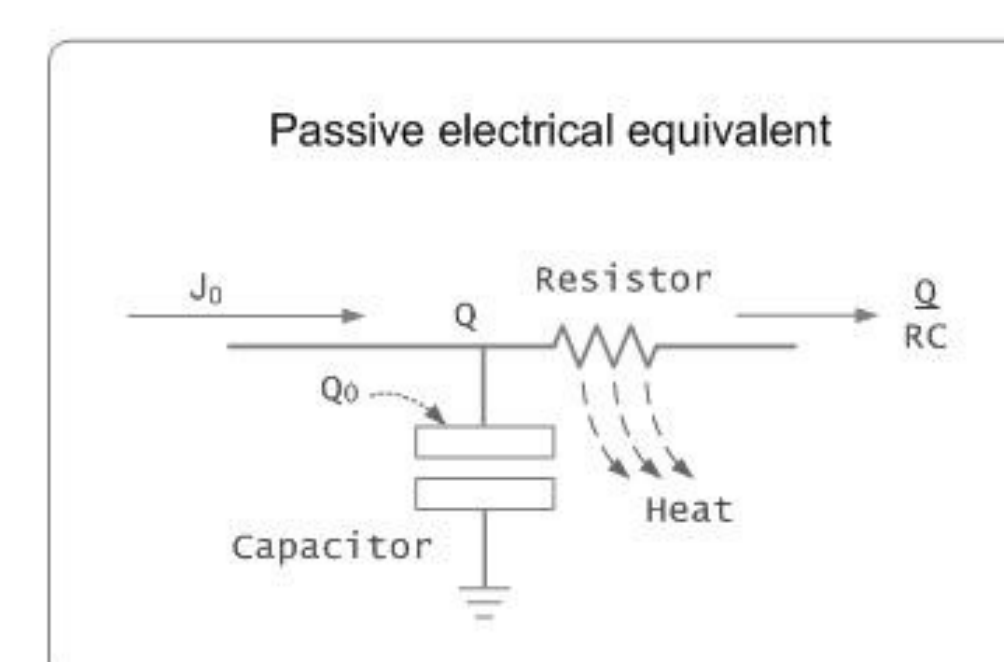 Passive electrical equivalent
J₀
Resistor
Q
Q
RC
Q₀
Heat
Capacitor